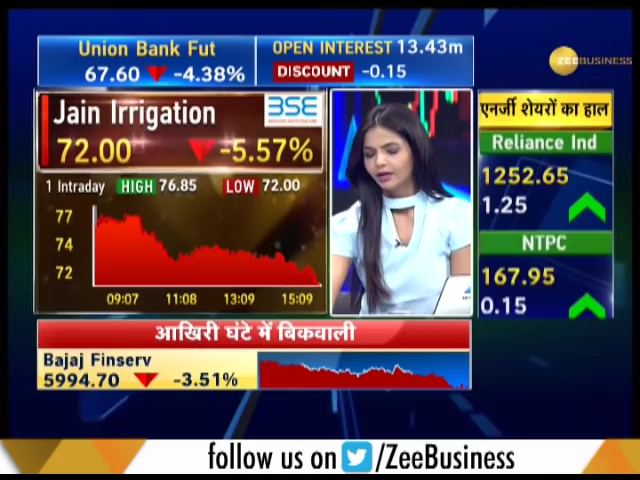 Union Bank Fut
67.60 -4.38%
OPEN INTEREST 13.43m
DISCOUNT -0.15
ZEEBUSINESS
Jain Irrigation
BSE
72.00 -5.57%
1 Intraday HIGH 76.85 LOW 72.00
77
74
72
09:07 11:08 13:09 15:09
एनर्जी शेयरों का हाल
Reliance Ind
1252.65
1.25
NTPC
167.95
0.15
आखिरी घंटे में बिकवाली
Bajaj Finserv
5994.70 -3.51%
follow us on /ZeeBusiness